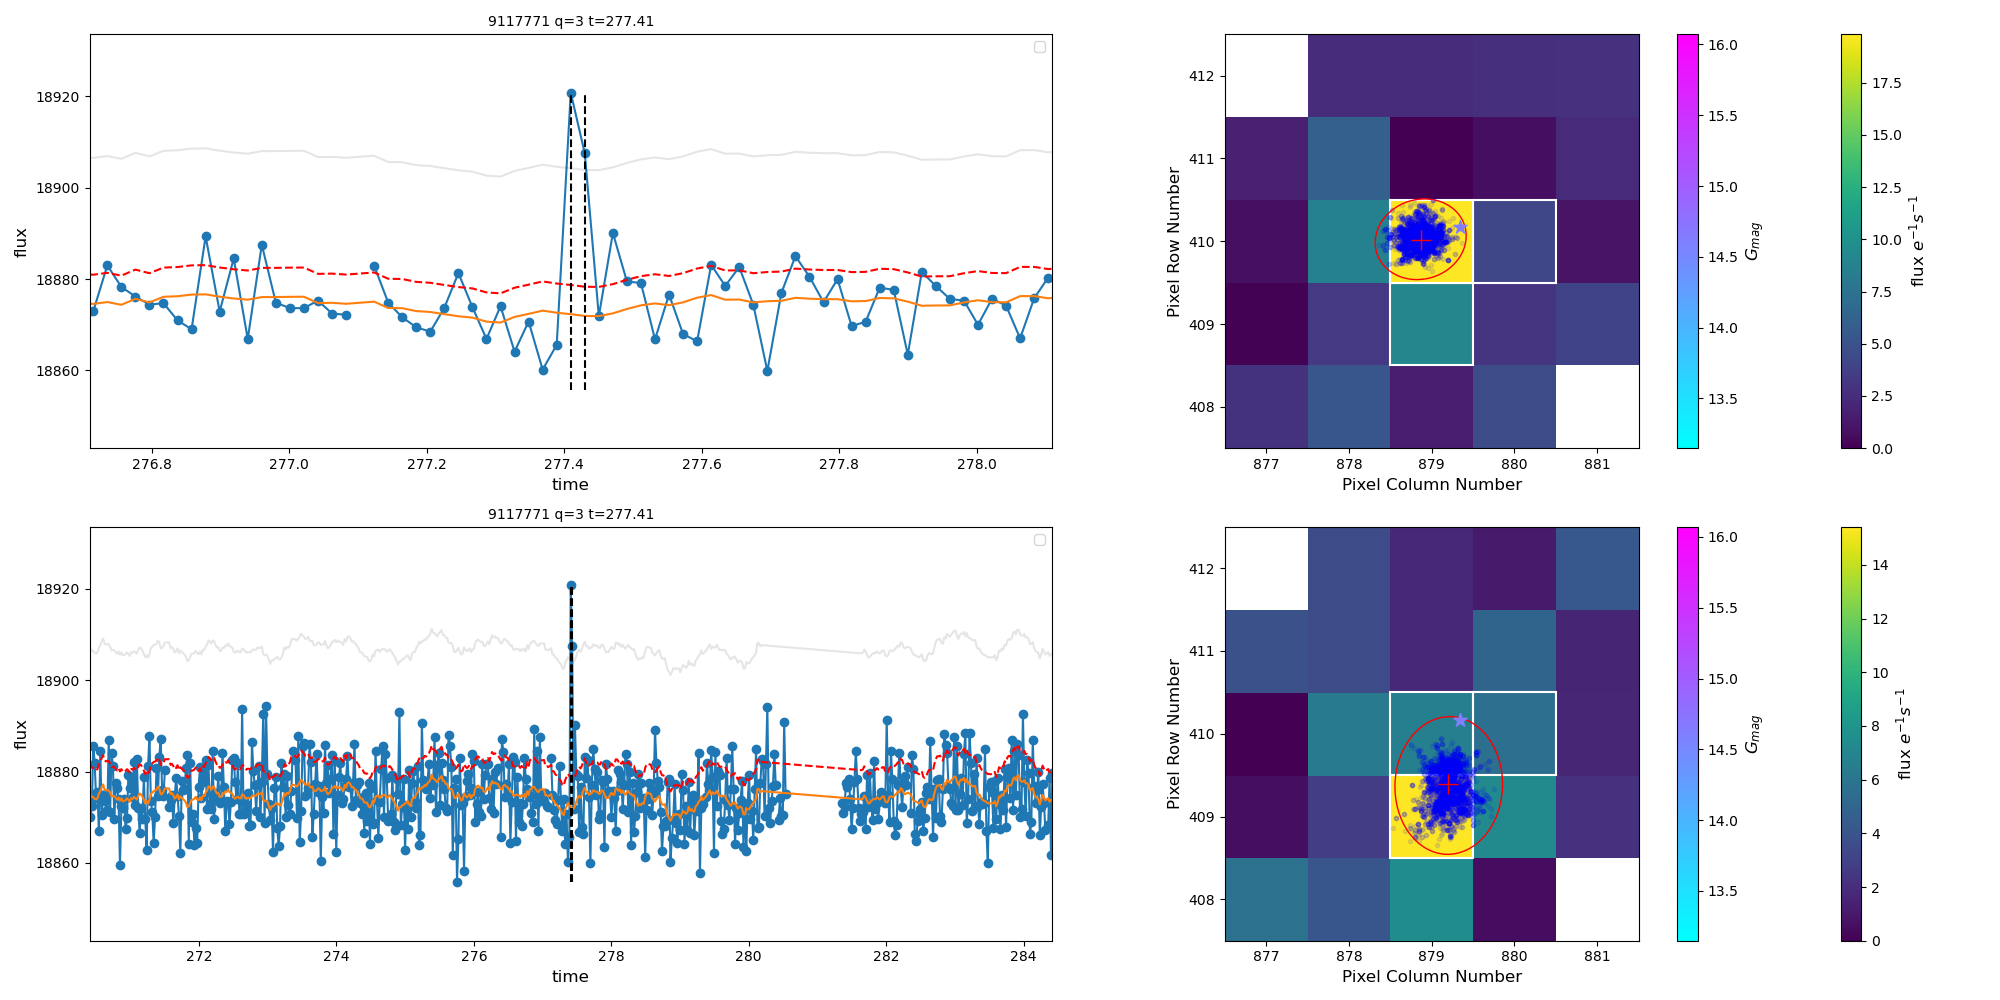 9117771 q=3 t=277.41
flux
18920
18900
18880
18860
276.8 277.0 277.2 277.4 277.6 277.8 278.0
time
412
411
410
409
408
Pixel Row Number
877 878 879 880 881
Pixel Column Number
16.0
15.5
15.0
14.5
14.0
13.5
G_mag
17.5
15.0
12.5
10.0
7.5
5.0
2.5
0.0
flux e⁻¹s⁻¹
9117771 q=3 t=277.41
flux
18920
18900
18880
18860
272 274 276 278 280 282 284
time
412
411
410
409
408
Pixel Row Number
877 878 879 880 881
Pixel Column Number
16.0
15.5
15.0
14.5
14.0
13.5
G_mag
14
12
10
8
6
4
2
0
flux e⁻¹s⁻¹